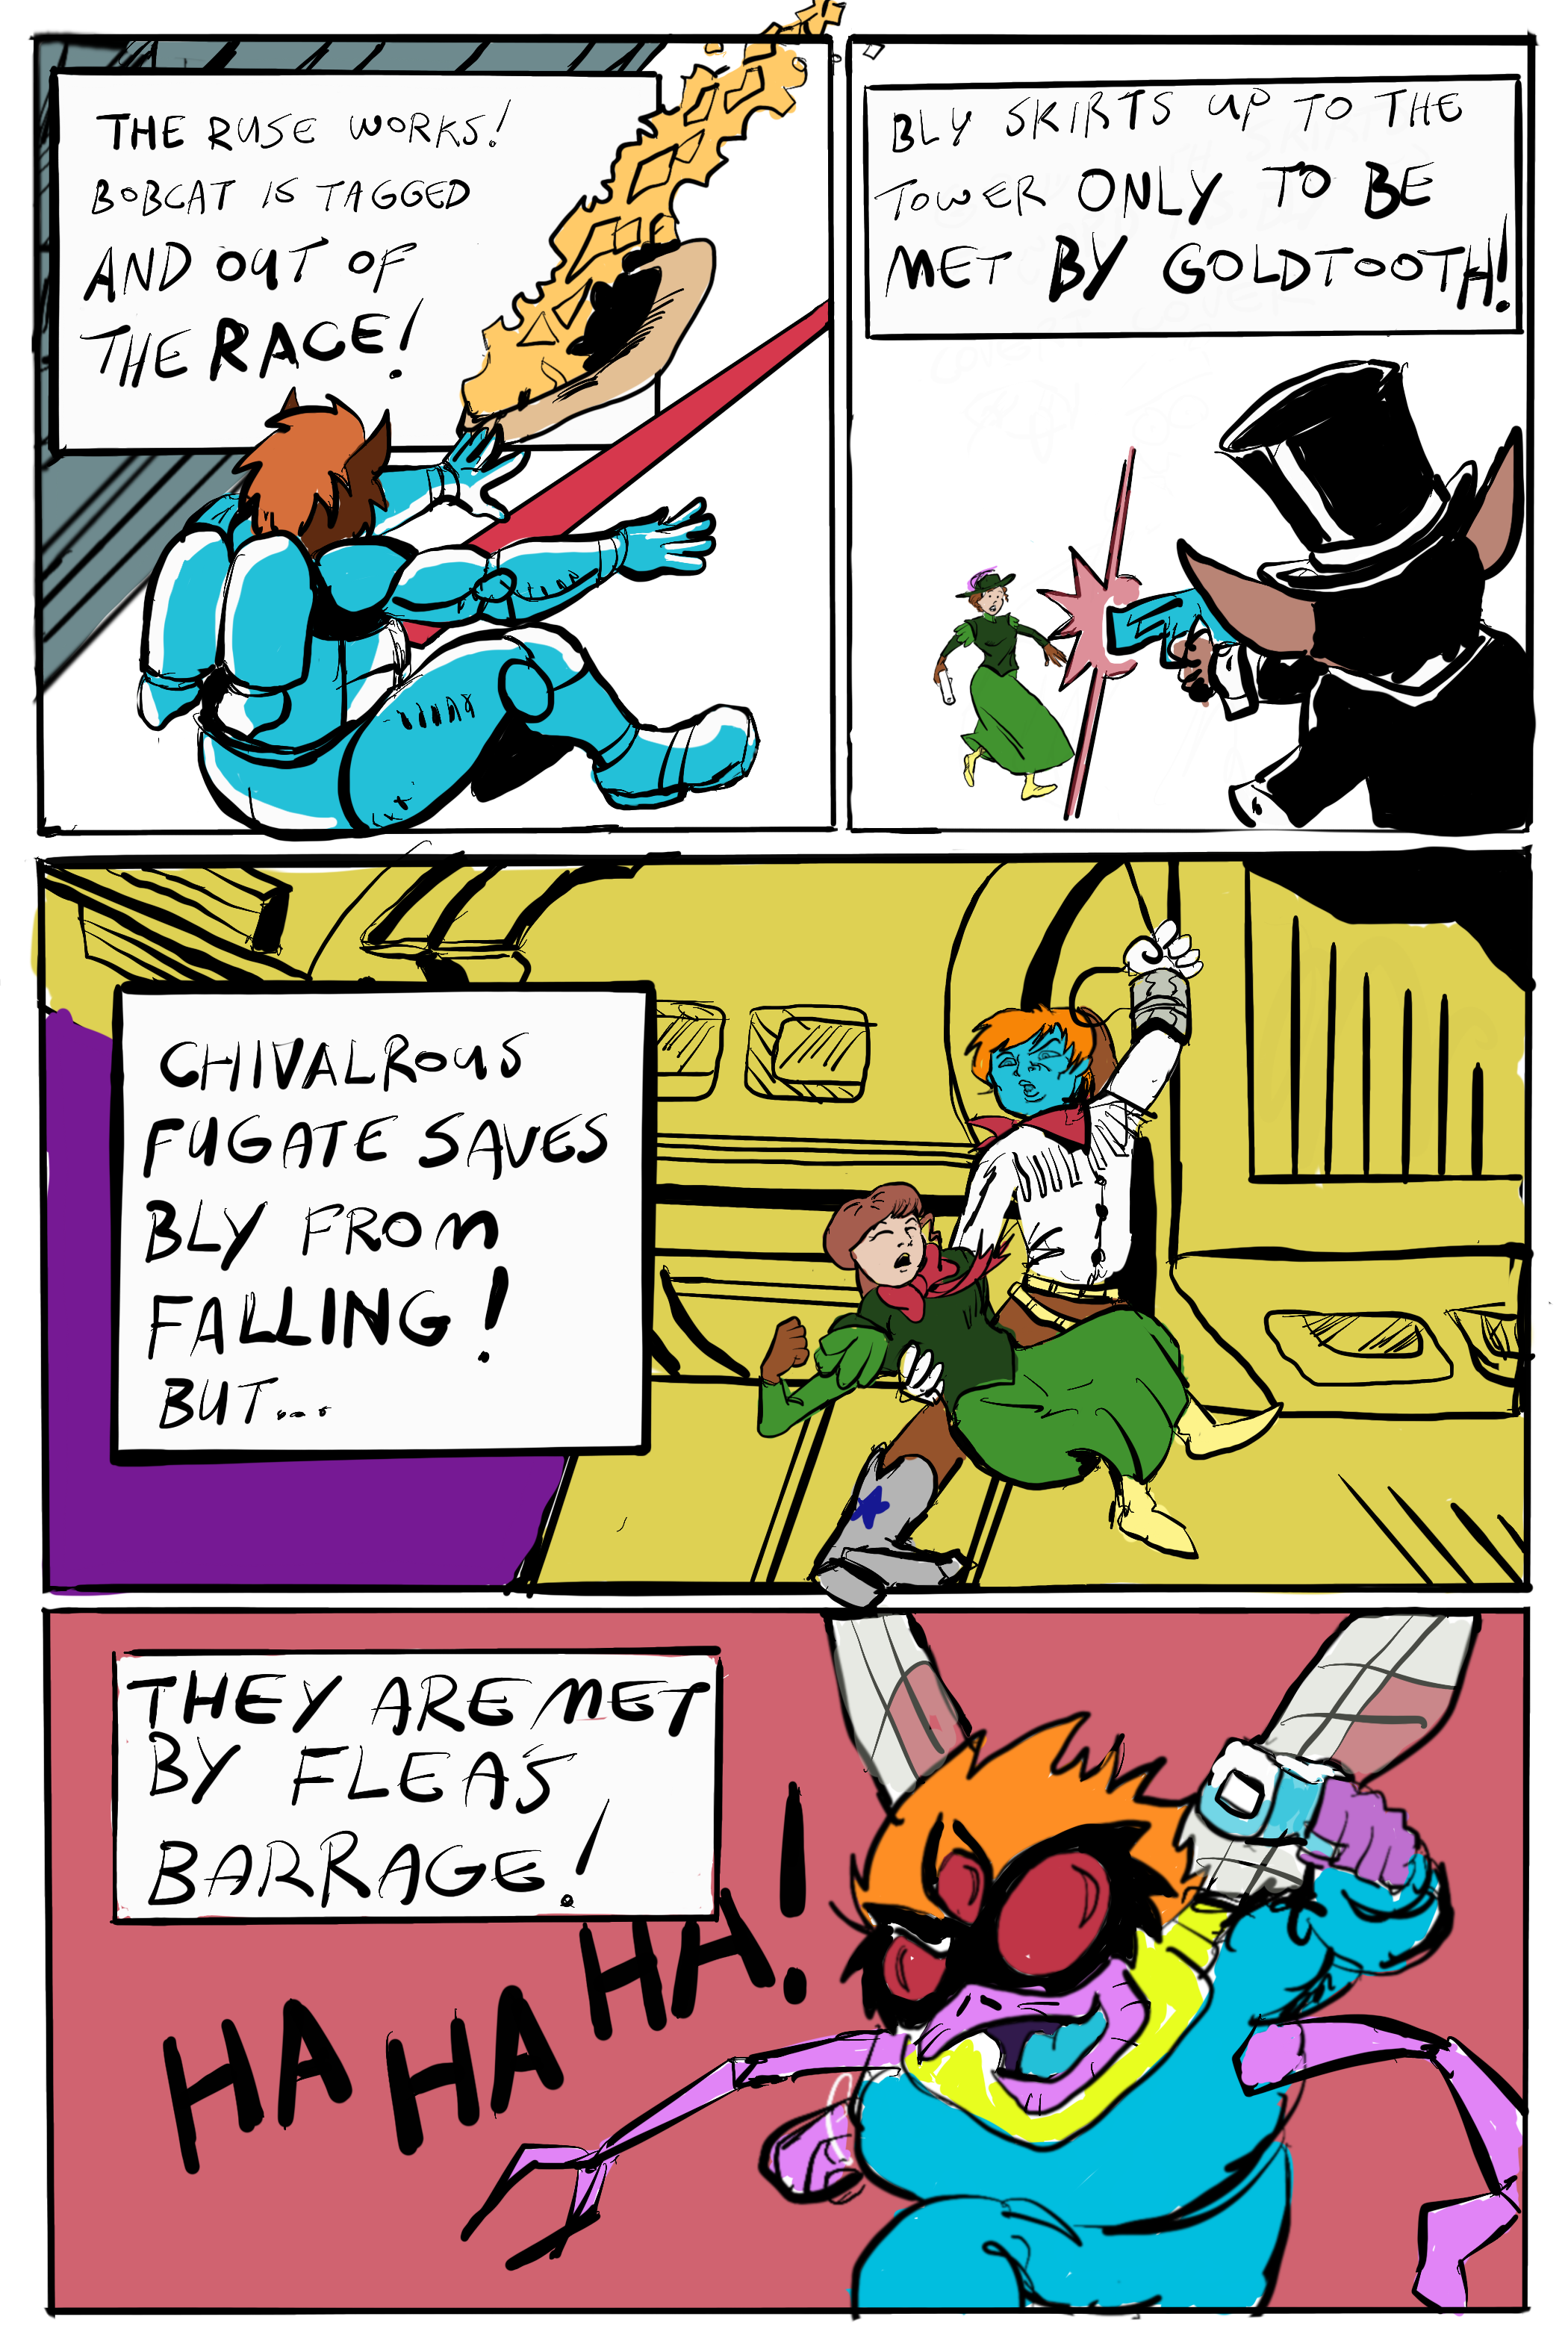 THE RUSE WORKS!
BOBCAT IS TAGGED
AND OUT OF
THE RACE!
BLY SKIRTS UP TO THE
TOWER ONLY TO BE
MET BY GOLDTOOTH!
CHIVALROUS
FUGATE SAVES
BLY FROM
FALLING!
BUT...
THEY ARE MET
BY FLEA'S
BARRAGE!
HA HA HA!